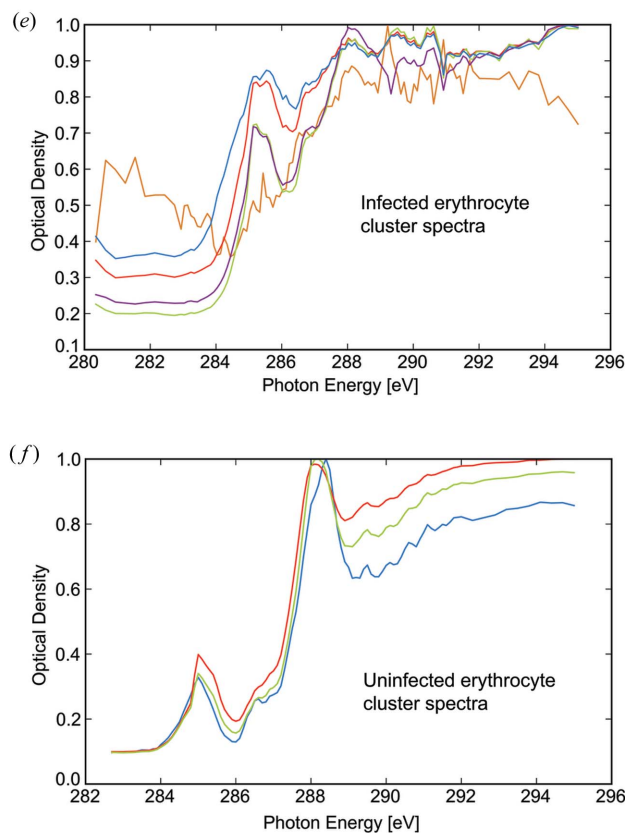 (e)
1.0
0.9
0.8
0.7
0.6
0.5
0.4
0.3
0.2
0.1
Optical Density
Infected erythrocyte
cluster spectra
280 282 284 286 288 290 292 294 296
Photon Energy [eV]
(f)
1.0
0.8
0.6
0.4
0.2
0.0
Optical Density
Uninfected erythrocyte
cluster spectra
282 284 286 288 290 292 294 296
Photon Energy [eV]